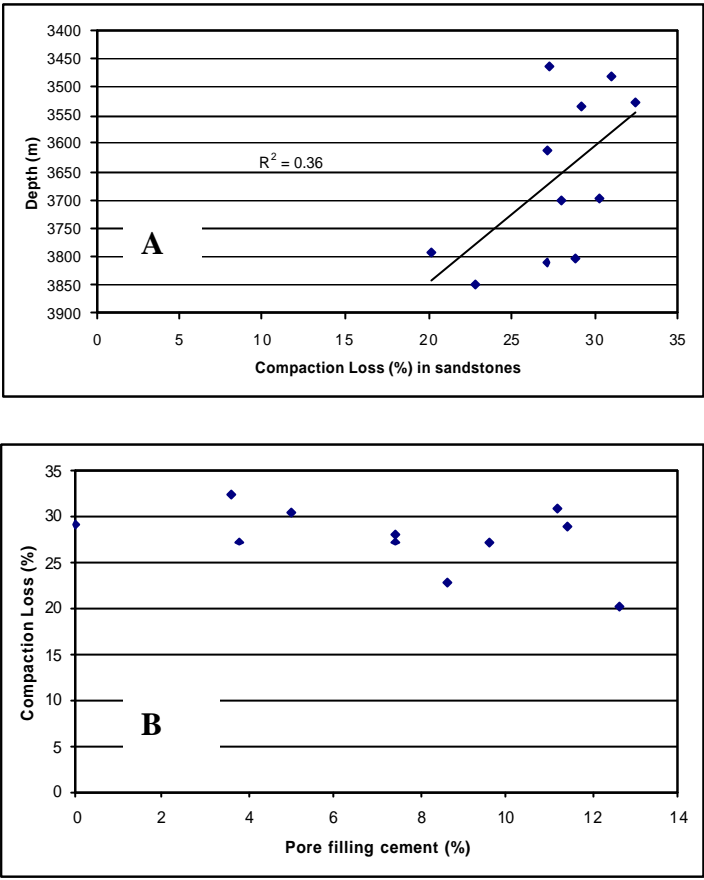 3400
3450
3500
3550
3600
3650
3700
3750
3800
3850
3900
Depth (m)
R² = 0.36
A
0 5 10 15 20 25 30 35
Compaction Loss (%) in sandstones
35
30
25
20
15
10
5
0
Compaction Loss (%)
B
0 2 4 6 8 10 12 14
Pore filling cement (%)